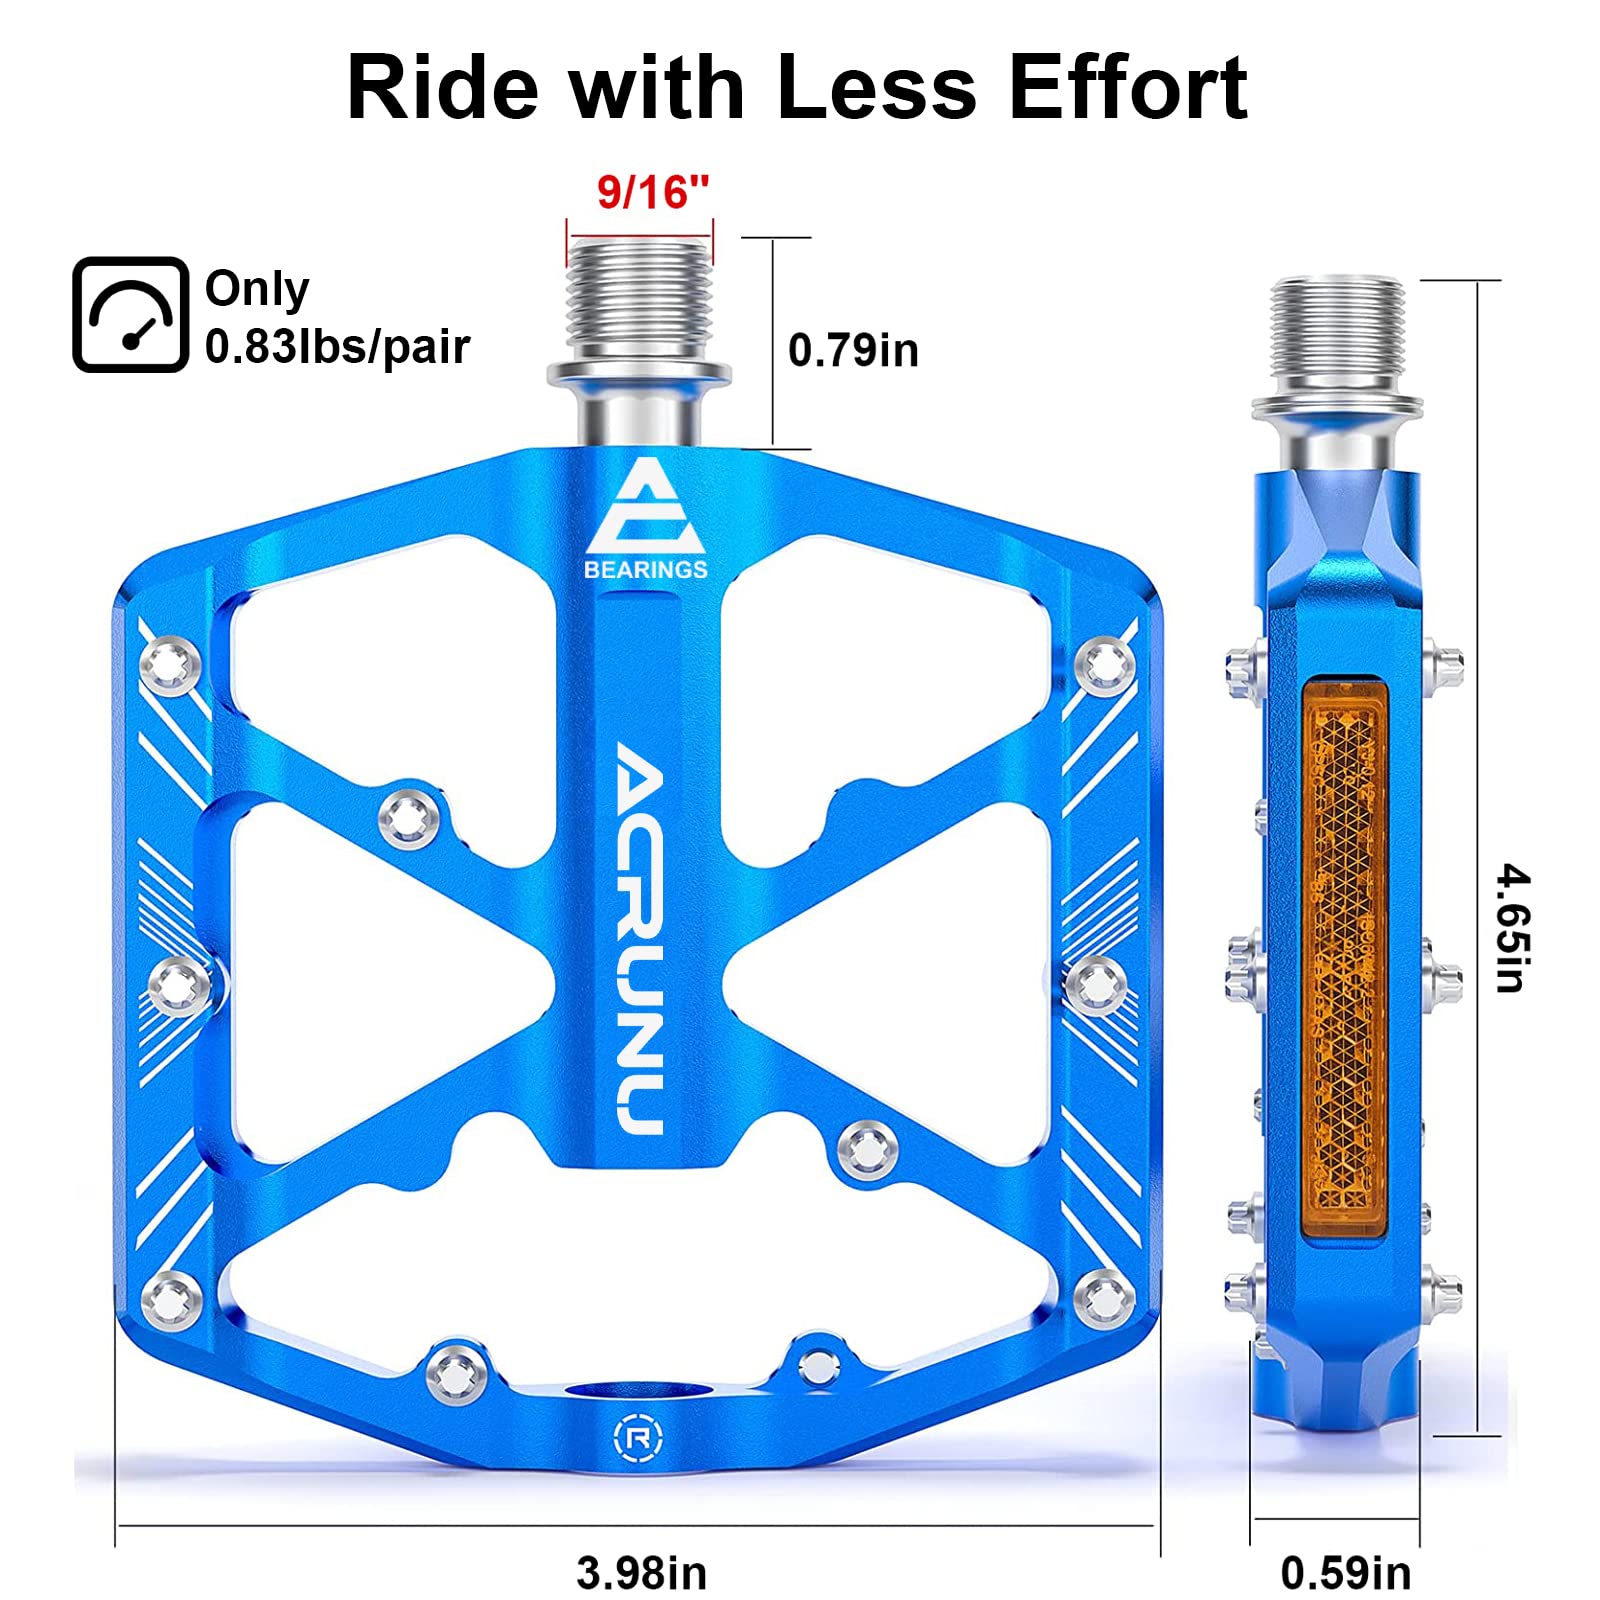 Ride with Less Effort
9/16"
Only
0.83lbs/pair
0.79in
BEARINGS
ACRUNU
4.65in
R
3.98in
0.59in